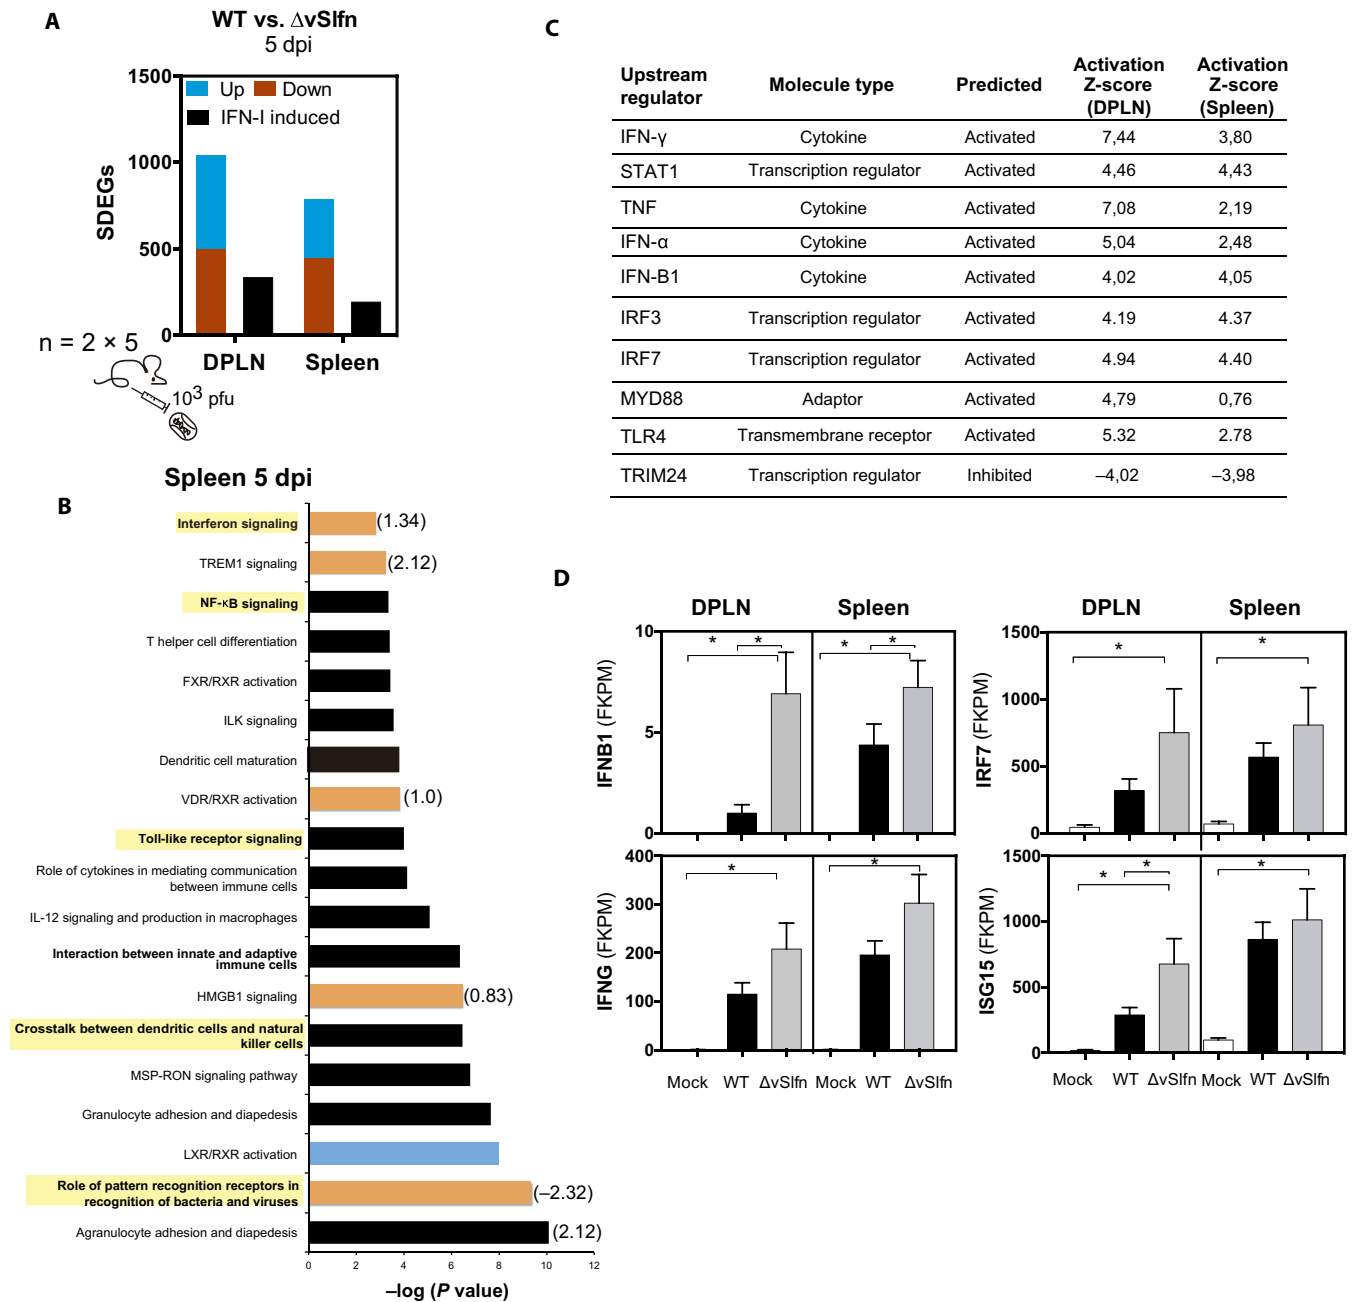 A
WT vs. ΔvSlfn
5 dpi
1500
1000
500
0
SDEGs
Up
Down
IFN-I induced
DPLN
Spleen
n = 2 × 5
10³ pfu
B
Spleen 5 dpi
Interferon signaling
(1.34)
TREM1 signaling
(2.12)
NF-κB signaling
T helper cell differentiation
FXR/RXR activation
ILK signaling
Dendritic cell maturation
VDR/RXR activation
(1.0)
Toll-like receptor signaling
Role of cytokines in mediating communication
between immune cells
IL-12 signaling and production in macrophages
Interaction between innate and adaptive
immune cells
HMGB1 signaling
(0.83)
Crosstalk between dendritic cells and natural
killer cells
MSP-RON signaling pathway
Granulocyte adhesion and diapedesis
LXR/RXR activation
Role of pattern recognition receptors in
recognition of bacteria and viruses
(–2.32)
Agranulocyte adhesion and diapedesis
(2.12)
0 2 4 6 8 10 12
–log (P value)
C
Upstream regulator Molecule type Predicted Activation Z-score (DPLN) Activation Z-score (Spleen)
IFN-γ Cytokine Activated 7,44 3,80
STAT1 Transcription regulator Activated 4,46 4,43
TNF Cytokine Activated 7,08 2,19
IFN-α Cytokine Activated 5,04 2,48
IFN-B1 Cytokine Activated 4,02 4,05
IRF3 Transcription regulator Activated 4.19 4.37
IRF7 Transcription regulator Activated 4.94 4.40
MYD88 Adaptor Activated 4,79 0,76
TLR4 Transmembrane receptor Activated 5.32 2.78
TRIM24 Transcription regulator Inhibited –4,02 –3,98
D
DPLN Spleen
10
5
0
IFNB1 (FKPM)
* * * *
DPLN Spleen
1500
1000
500
0
IRF7 (FKPM)
* *
400
300
200
100
0
IFNG (FKPM)
* *
Mock WT ΔvSlfn Mock WT ΔvSlfn
1500
1000
500
0
ISG15 (FKPM)
* * *
Mock WT ΔvSlfn Mock WT ΔvSlfn